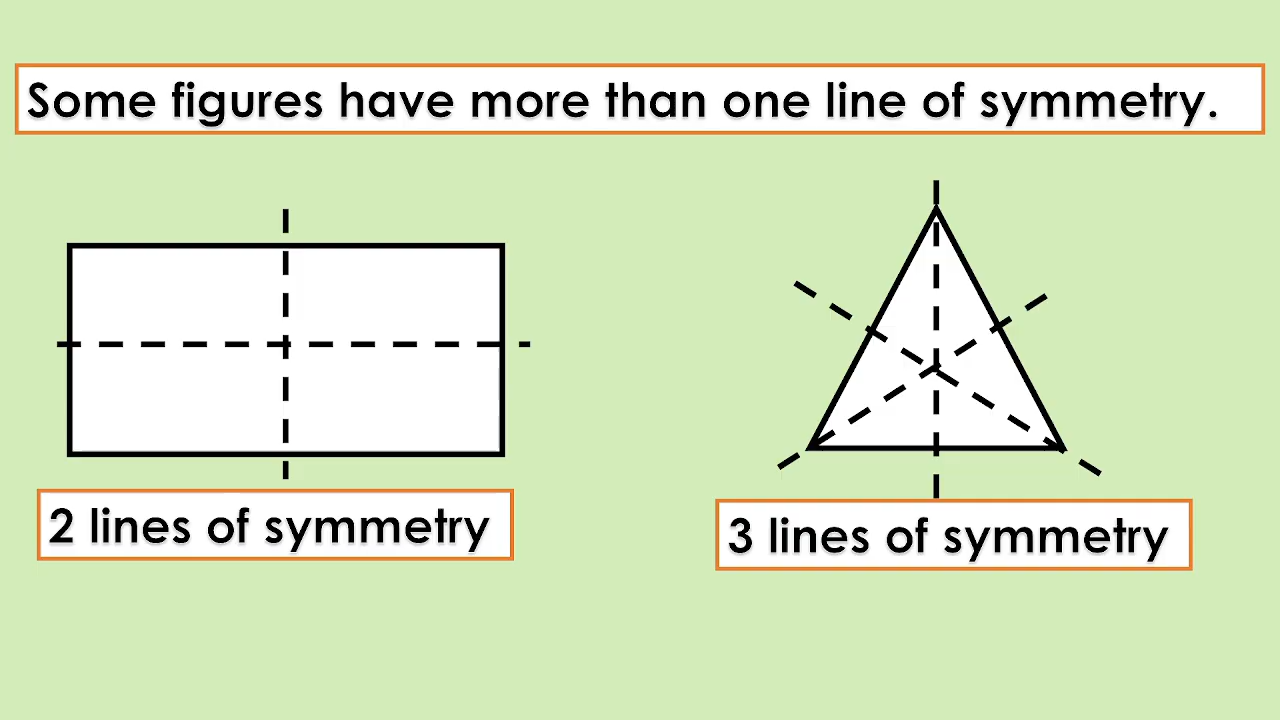 Some figures have more than one line of symmetry.
2 lines of symmetry
3 lines of symmetry